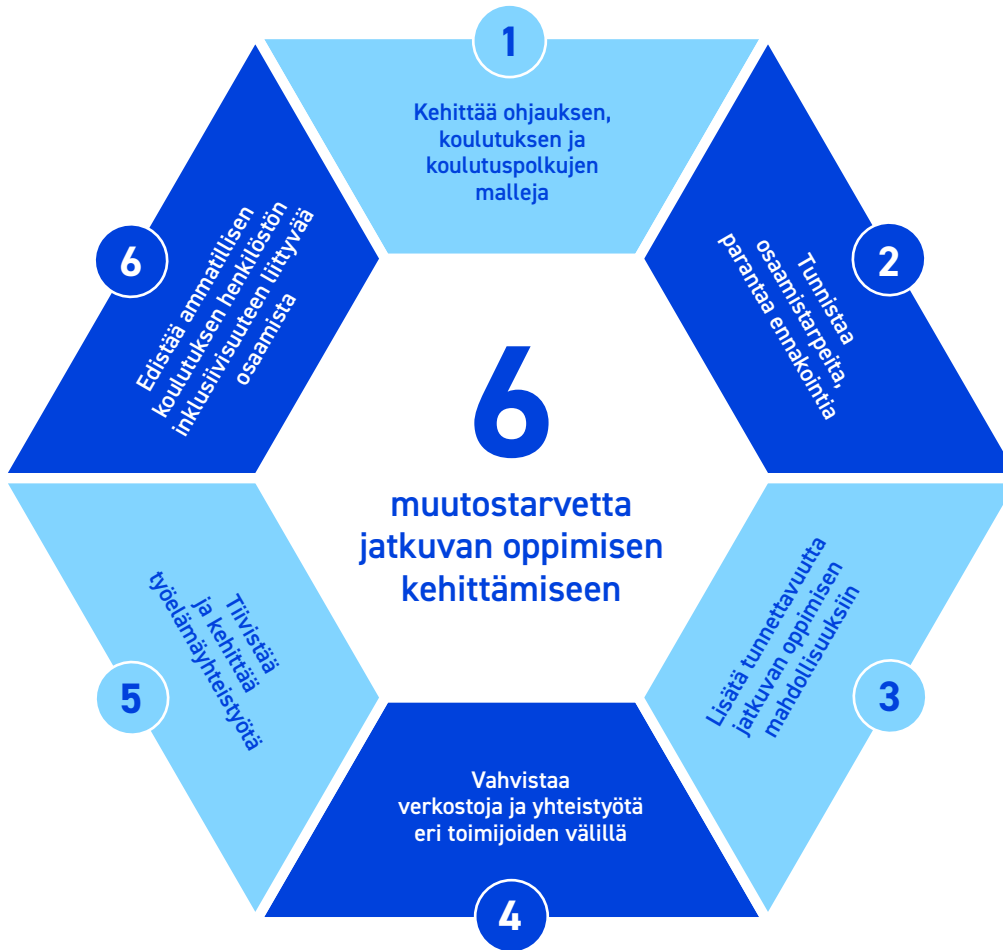 1
Kehittää ohjauksen,
koulutuksen ja
koulutuspolkujen
malleja
2
Tunnistaa
osaamistarpeita,
parantaa ennakointia
3
Lisätä tunnettavuutta
jatkuvan oppimisen
mahdollisuuksiin
4
Vahvistaa
verkostoja ja yhteistyötä
eri toimijoiden välillä
5
Tiivistää
ja kehittää
työelämäyhteistyötä
6
Edistää ammatillisen
koulutuksen henkilöstön
inklusiivisuuteen liittyvää
osaamista
6
muutostarvetta
jatkuvan oppimisen
kehittämiseen